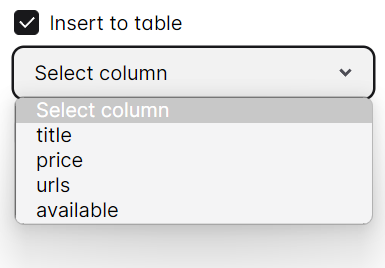 Insert to table
Select column
Select column
title
price
urls
available